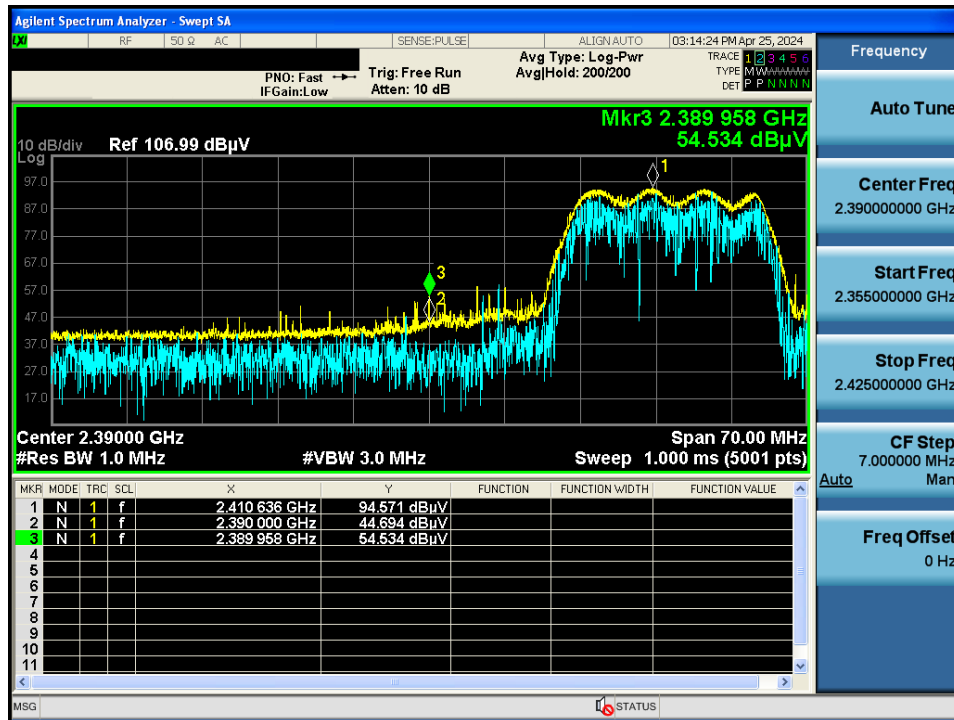 Agilent Spectrum Analyzer - Swept SA
LXI RF 50 Ω AC SENSE:PULSE ALIGN AUTO 03:14:24 PM Apr 25, 2024
PNO: Fast
IFGain:Low
Trig: Free Run
Atten: 10 dB
Avg Type: Log-Pwr
Avg|Hold: 200/200
TRACE 1 2 3 4 5 6
TYPE M W
DET P P N N N N
Mkr3 2.389 958 GHz
54.534 dBµV
10 dB/div Ref 106.99 dBµV
Log
97.0
87.0
77.0
67.0
57.0
47.0
37.0
27.0
17.0
1
3
2
Center 2.39000 GHz Span 70.00 MHz
#Res BW 1.0 MHz #VBW 3.0 MHz Sweep 1.000 ms (5001 pts)
MKR MODE TRC SCL X Y FUNCTION FUNCTION WIDTH FUNCTION VALUE
1 N 1 f 2.410 636 GHz 94.571 dBµV
2 N 1 f 2.390 000 GHz 44.694 dBµV
3 N 1 f 2.389 958 GHz 54.534 dBµV
4
5
6
7
8
9
10
11
MSG STATUS
Frequency
Auto Tune
Center Freq
2.390000000 GHz
Start Freq
2.355000000 GHz
Stop Freq
2.425000000 GHz
CF Step
7.000000 MHz
Auto Man
Freq Offset
0 Hz